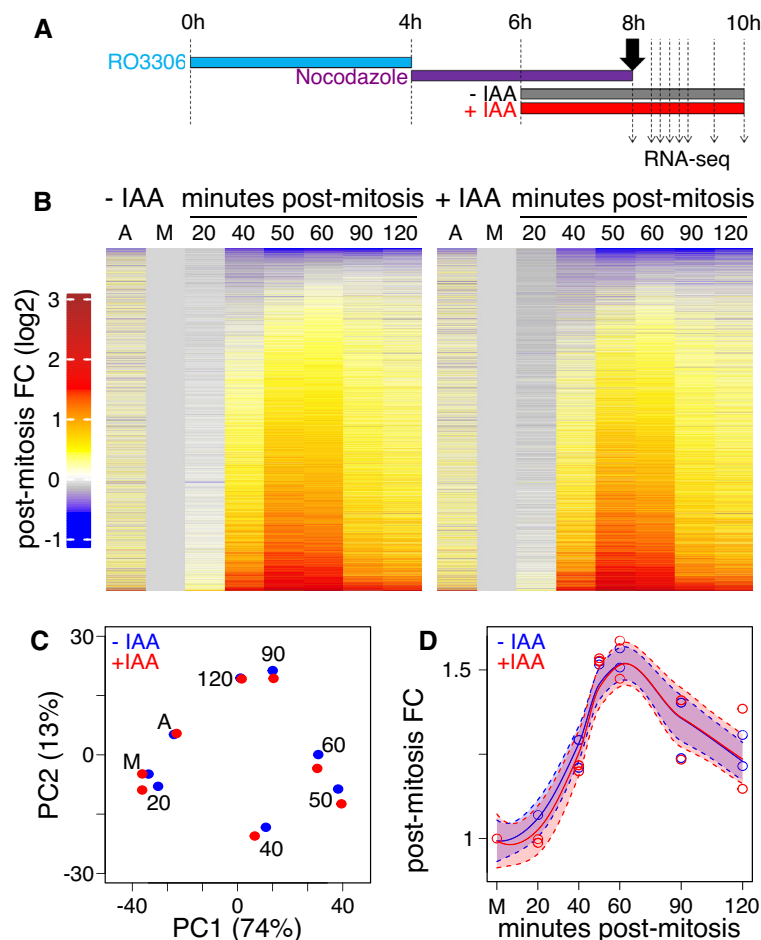 A
0h 4h 6h 8h 10h
RO3306
Nocodazole
- IAA
+ IAA
RNA-seq
B
- IAA minutes post-mitosis
A M 20 40 50 60 90 120
+ IAA minutes post-mitosis
A M 20 40 50 60 90 120
post-mitosis FC (log2)
3
2
1
0
-1
C
- IAA
+IAA
30
0
-30
PC2 (13%)
90
120
A
60
M
20
50
40
-40 0 40
PC1 (74%)
D
- IAA
+IAA
1.5
1
post-mitosis FC
M 20 40 60 90 120
minutes post-mitosis